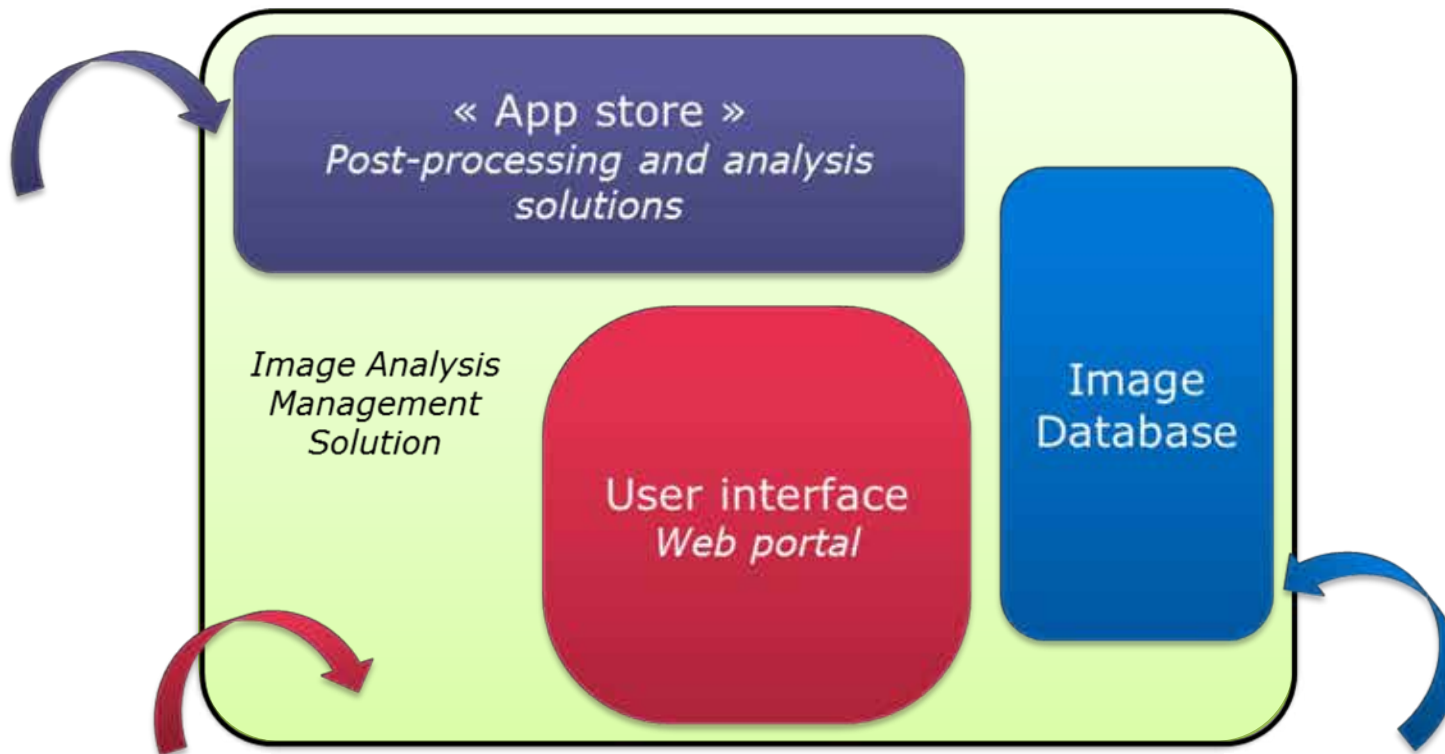 « App store »
Post-processing and analysis
solutions
Image Analysis
Management
Solution
User interface
Web portal
Image
Database